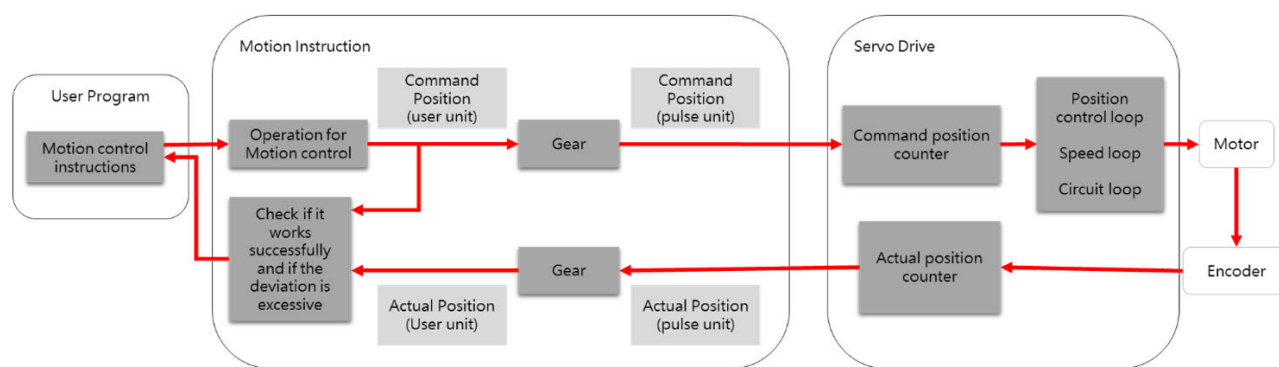 User Program
Motion control
instructions
Motion Instruction
Operation for
Motion control
Command
Position
(user unit)
Gear
Command
Position
(pulse unit)
Check if it
works
successfully
and if the
deviation is
excessive
Gear
Actual Position
(User unit)
Actual Position
(pulse unit)
Servo Drive
Command position
counter
Position
control loop
Speed loop
Circuit loop
Actual position
counter
Motor
Encoder